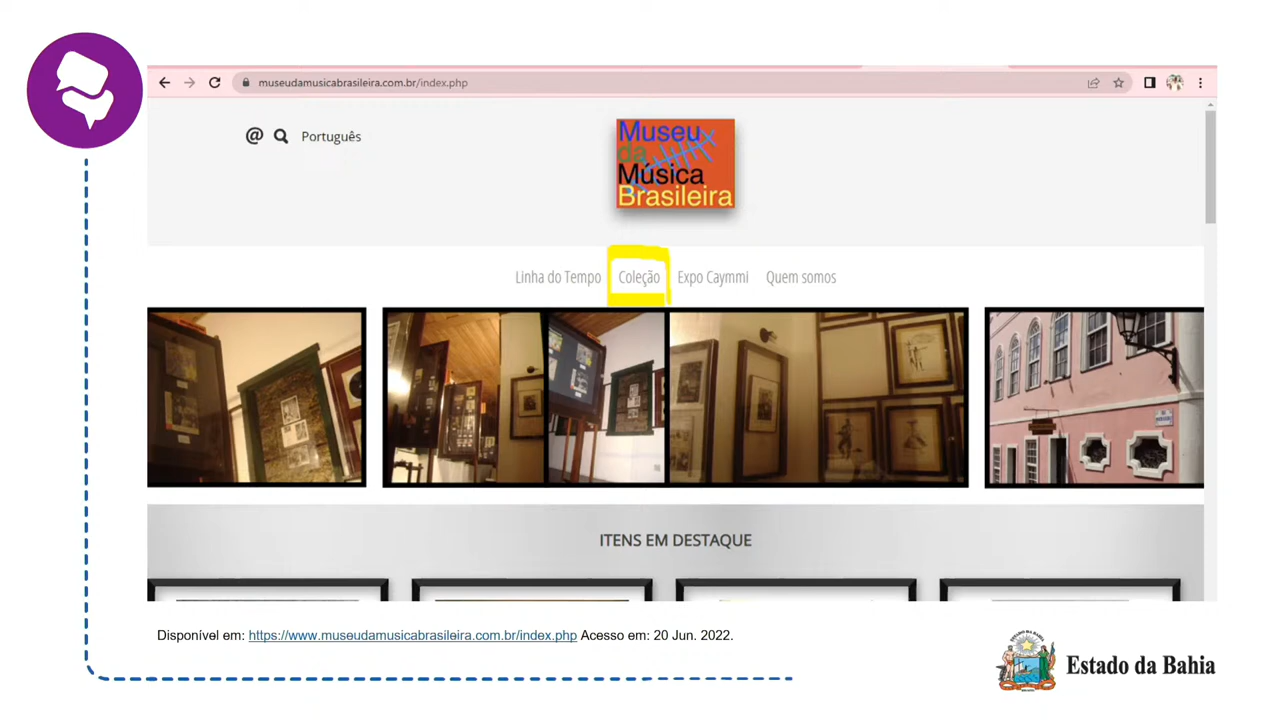 museudamusicabrasileira.com.br/index.php
@ Português
Museu
da
Música
Brasileira
Linha do Tempo Coleção Expo Caymmi Quem somos
ITENS EM DESTAQUE
Disponível em: https://www.museudamusicabrasileira.com.br/index.php Acesso em: 20 Jun. 2022.
Estado da Bahia